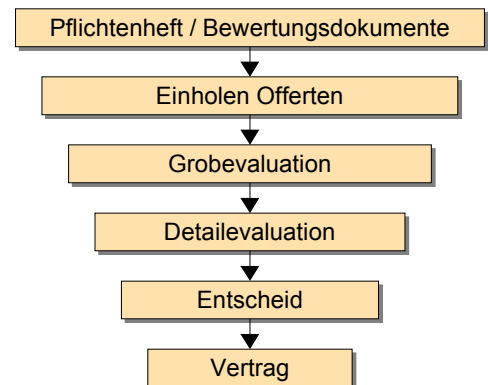 Pflichtenheft / Bewertungsdokumente
Einholen Offerten
Grobevaluation
Detailevaluation
Entscheid
Vertrag